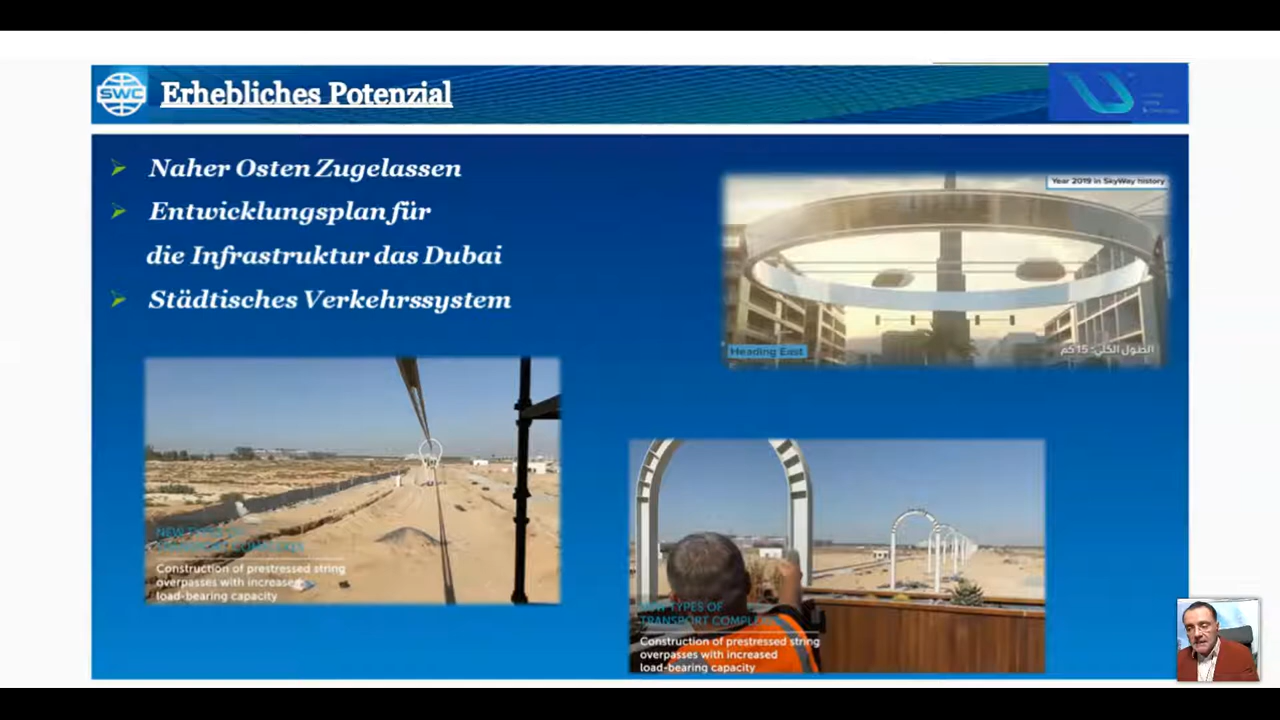 SWC
Erhebliches Potenzial
Naher Osten Zugelassen
Entwicklungsplan für
die Infrastruktur das Dubai
Städtisches Verkehrssystem
Year 2019 in SkyWay history
Heading East
الطول الكلي: 15 كم
Construction of prestressed string
overpasses with increased
load-bearing capacity
NEW TYPES OF
TRANSPORT COMPLEXES
Construction of prestressed string
overpasses with increased
load-bearing capacity